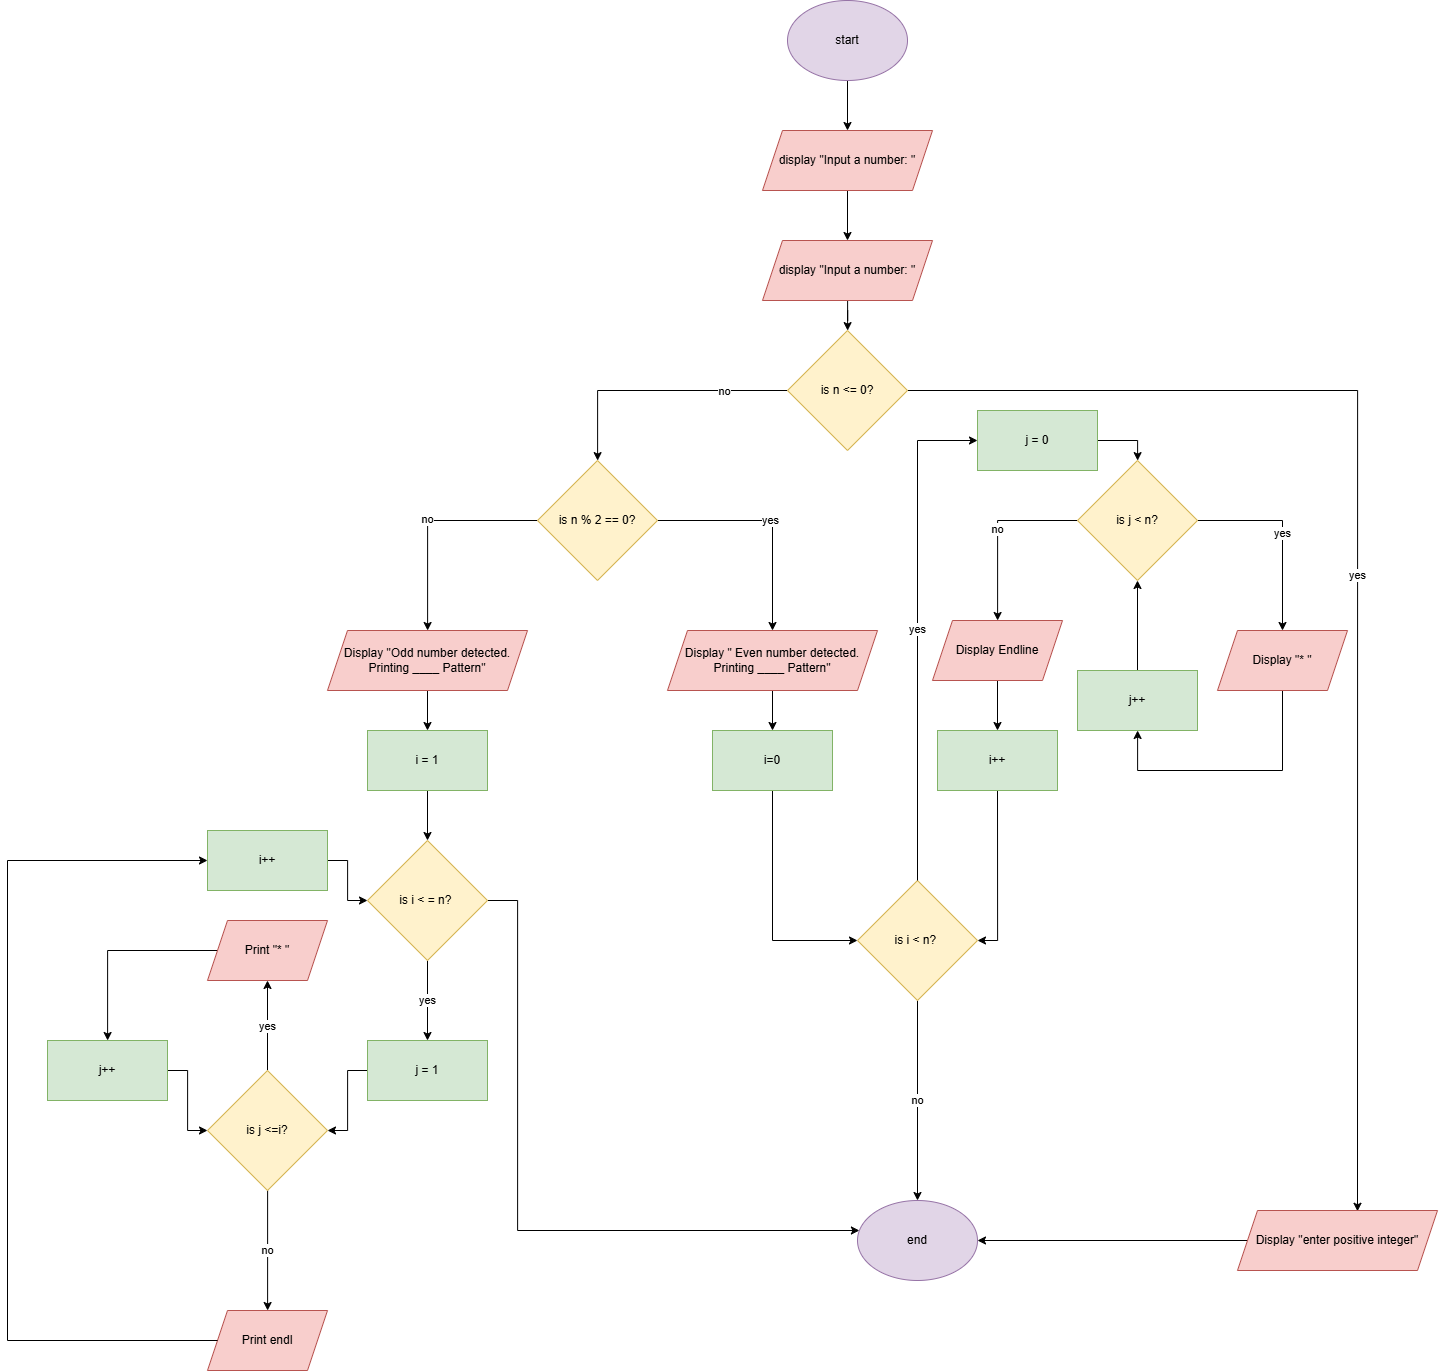 start
display "Input a number: "
display "Input a number: "
is n <= 0?
no
yes
j = 0
is n % 2 == 0?
no
yes
is j < n?
no
yes
yes
Display "Odd number detected.
Printing ____ Pattern"
Display " Even number detected.
Printing ____ Pattern"
Display Endline
Display "* "
j++
i = 1
i=0
i++
i++
is i < = n?
is i < n?
Print "* "
yes
yes
j++
j = 1
is j <=i?
no
no
end
Display "enter positive integer"
Print endl